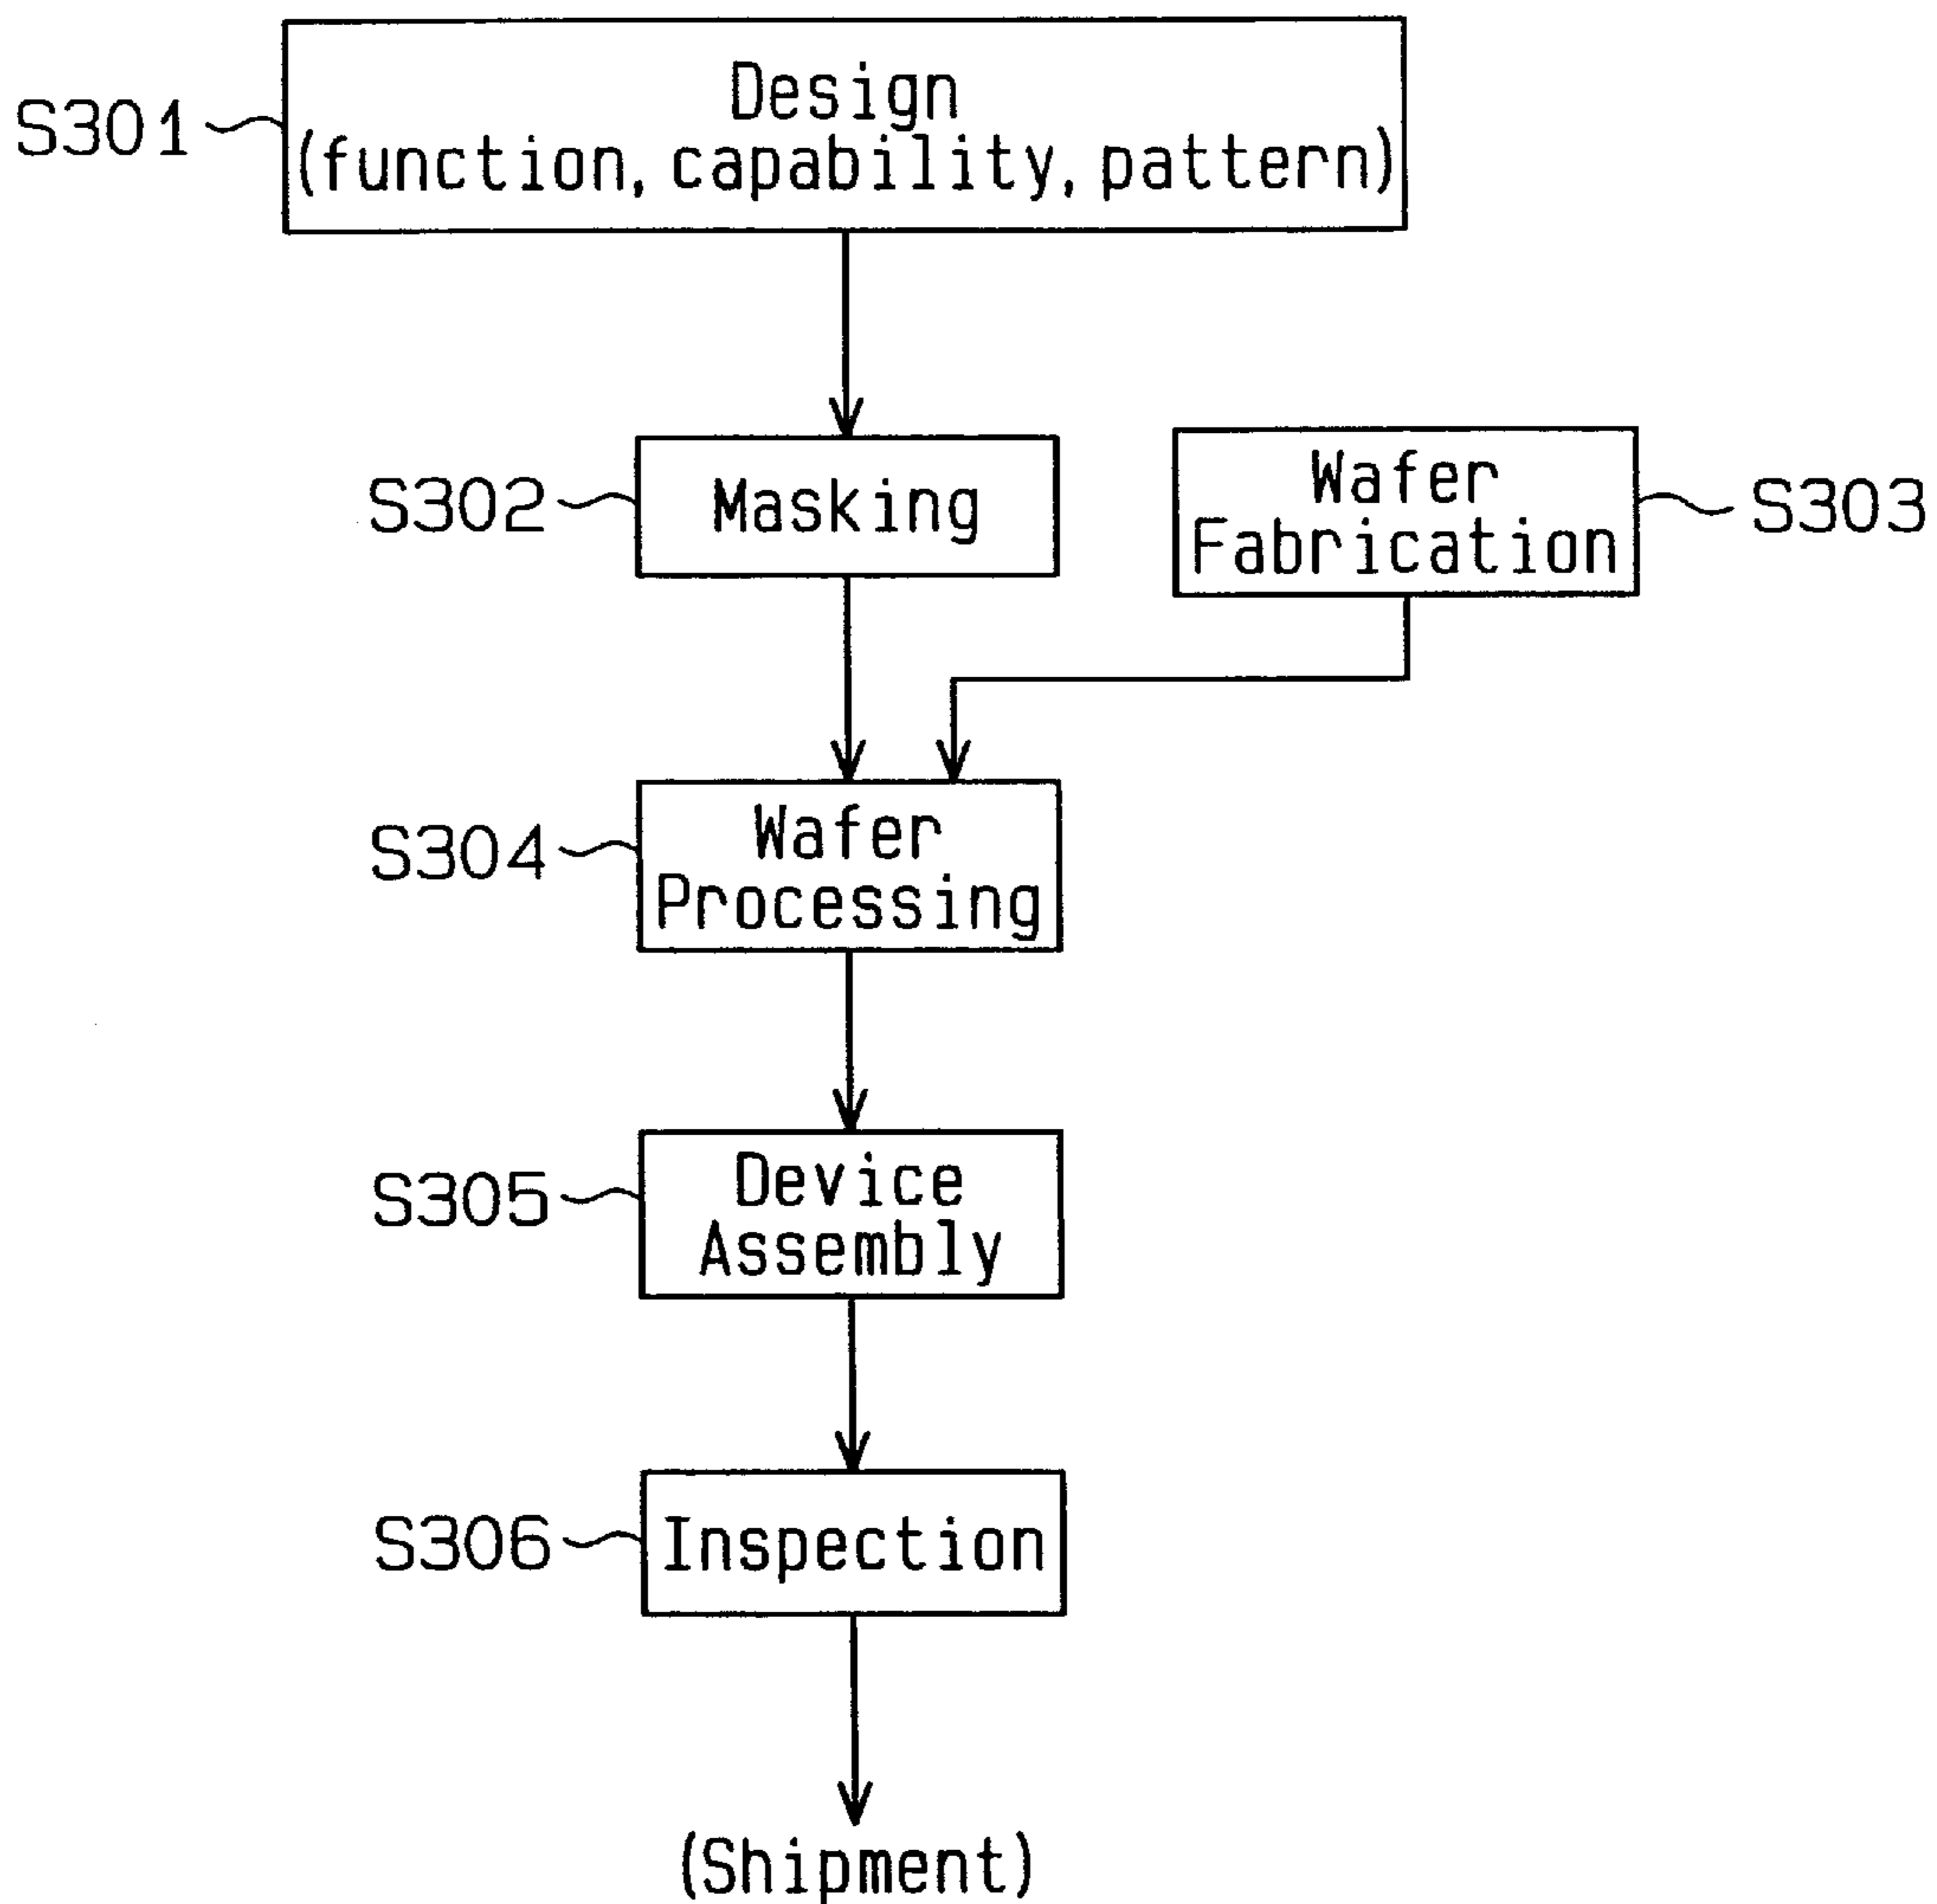 S301
Design
(function, capability, pattern)
S302
Masking
Wafer
Fabrication
S303
S304
Wafer
Processing
S305
Device
Assembly
S306
Inspection
(Shipment)